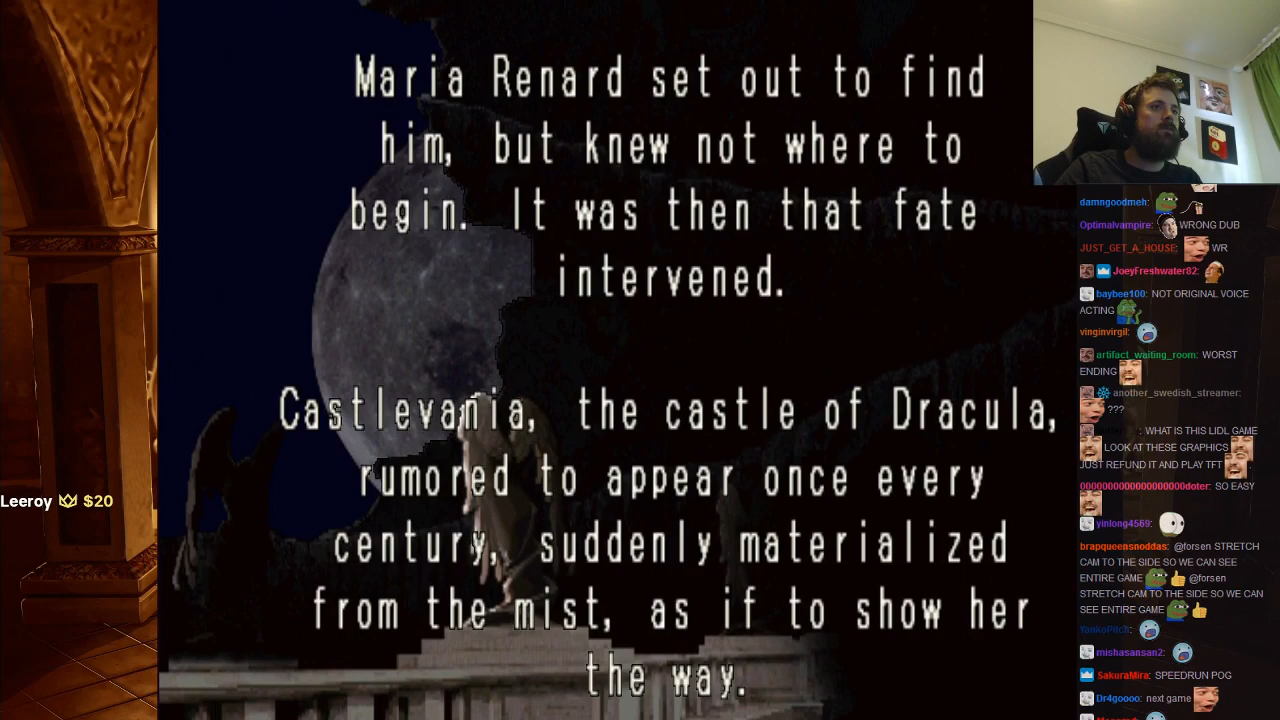 Maria Renard set out to find
him, but knew not where to
begin. It was then that fate
intervened.
Castlevania, the castle of Dracula,
rumored to appear once every
century, suddenly materialized
from the mist, as if to show her
the way.
Leeroy $20
damngoodmeh:
Optimalvampire: WRONG DUB
JUST_GET_A_HOUSE: WR
JoeyFreshwater82:
baybee100: NOT ORIGINAL VOICE
ACTING
vinginvirgil:
artifact_waiting_room: WORST
ENDING
another_swedish_streamer:
???
WHAT IS THIS LIDL GAME
LOOK AT THESE GRAPHICS
JUST REFUND IT AND PLAY TFT
yinlong4569:
SO EASY
brapqueensnoddas: @forsen STRETCH
CAM TO THE SIDE SO WE CAN SEE
ENTIRE GAME @forsen
STRETCH CAM TO THE SIDE SO WE CAN
SEE ENTIRE GAME
YankoPitch:
mishasansan2:
SakuraMira: SPEEDRUN POG
Dr4goooo: next game